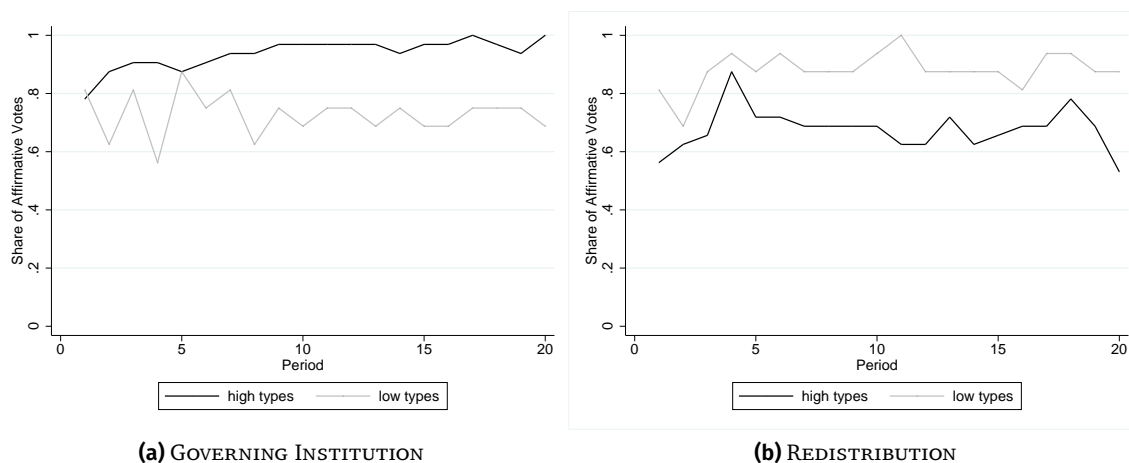 Share of Affirmative Votes
1
.8
.6
.4
.2
0
0 5 10 15 20
Period
high types low types
(a) GOVERNING INSTITUTION
Share of Affirmative Votes
1
.8
.6
.4
.2
0
0 5 10 15 20
Period
high types low types
(b) REDISTRIBUTION